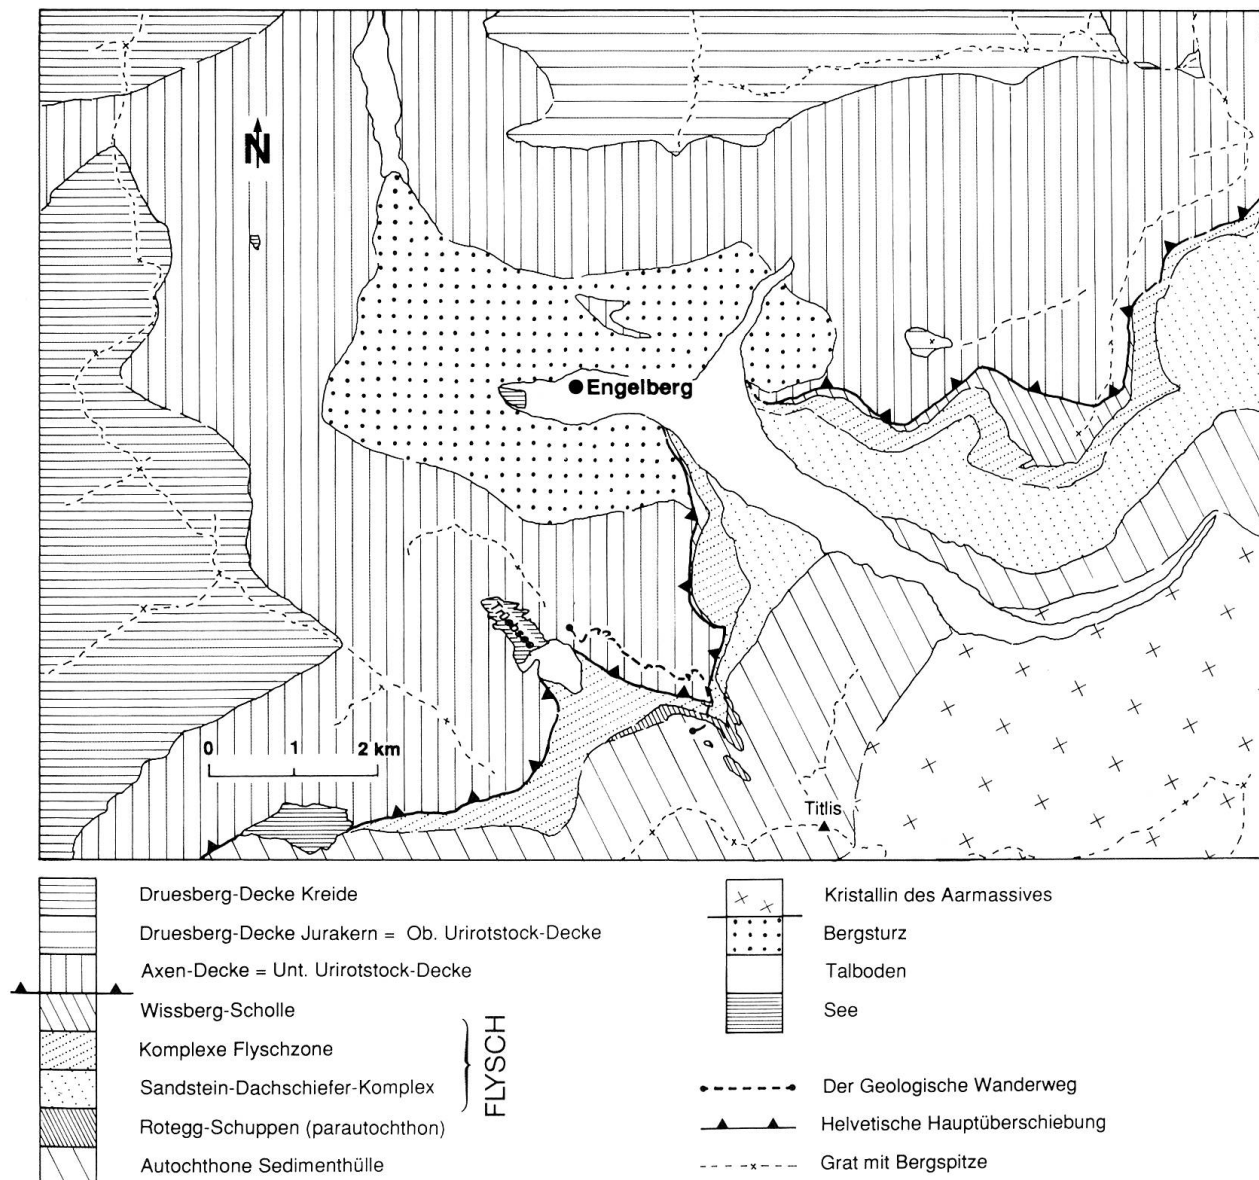 N
Engelberg
0 1 2 km
Titlis
Druesberg-Decke Kreide
Druesberg-Decke Jurakern = Ob. Urirotstock-Decke
Axen-Decke = Unt. Urirotstock-Decke
Wissberg-Scholle
Komplexe Flyschzone
Sandstein-Dachschiefer-Komplex
FLYSCH
Rotegg-Schuppen (parautochthon)
Autochthone Sedimenthülle
Kristallin des Aarmassives
Bergsturz
Talboden
See
Der Geologische Wanderweg
Helvetische Hauptüberschiebung
Grat mit Bergspitze